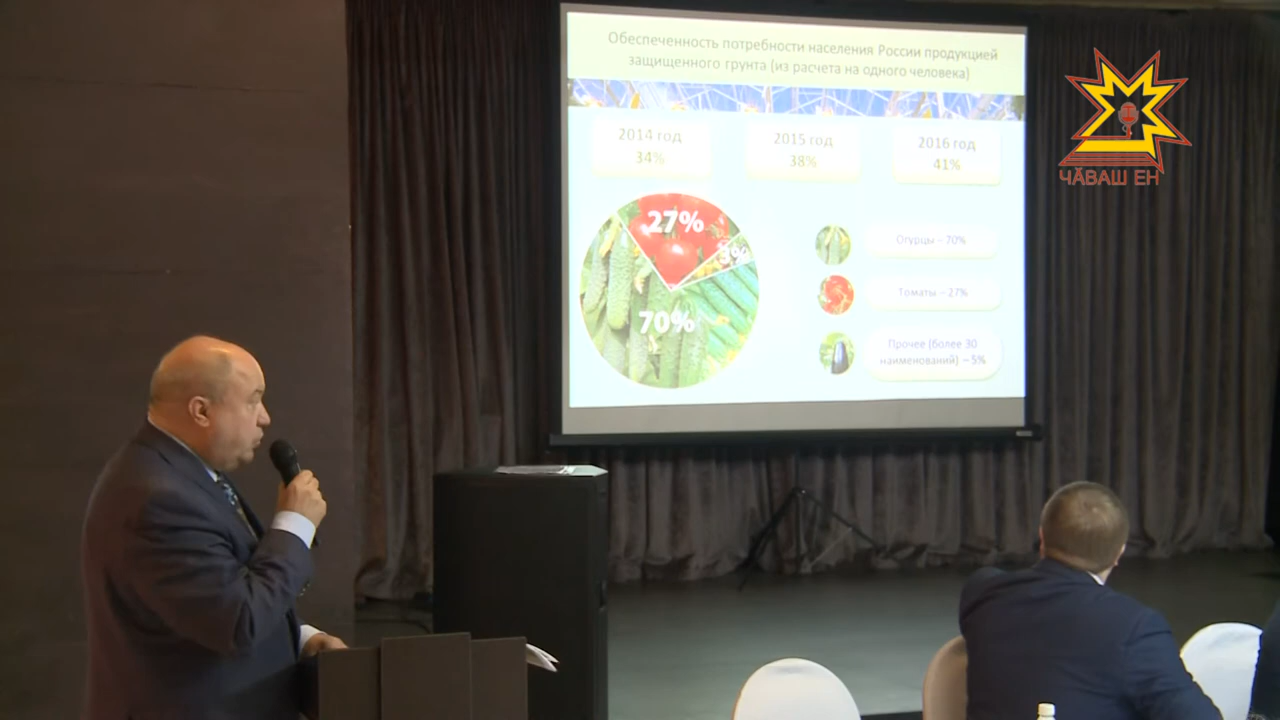 Обеспеченность потребности населения России продукцией
защищенного грунта (из расчета на одного человека)
2014 год
34%
2015 год
38%
2016 год
41%
27%
3%
70%
Огурцы – 70%
Томаты – 27%
Прочее (более 30
наименований) – 5%
ЧӐВАШ ЕН